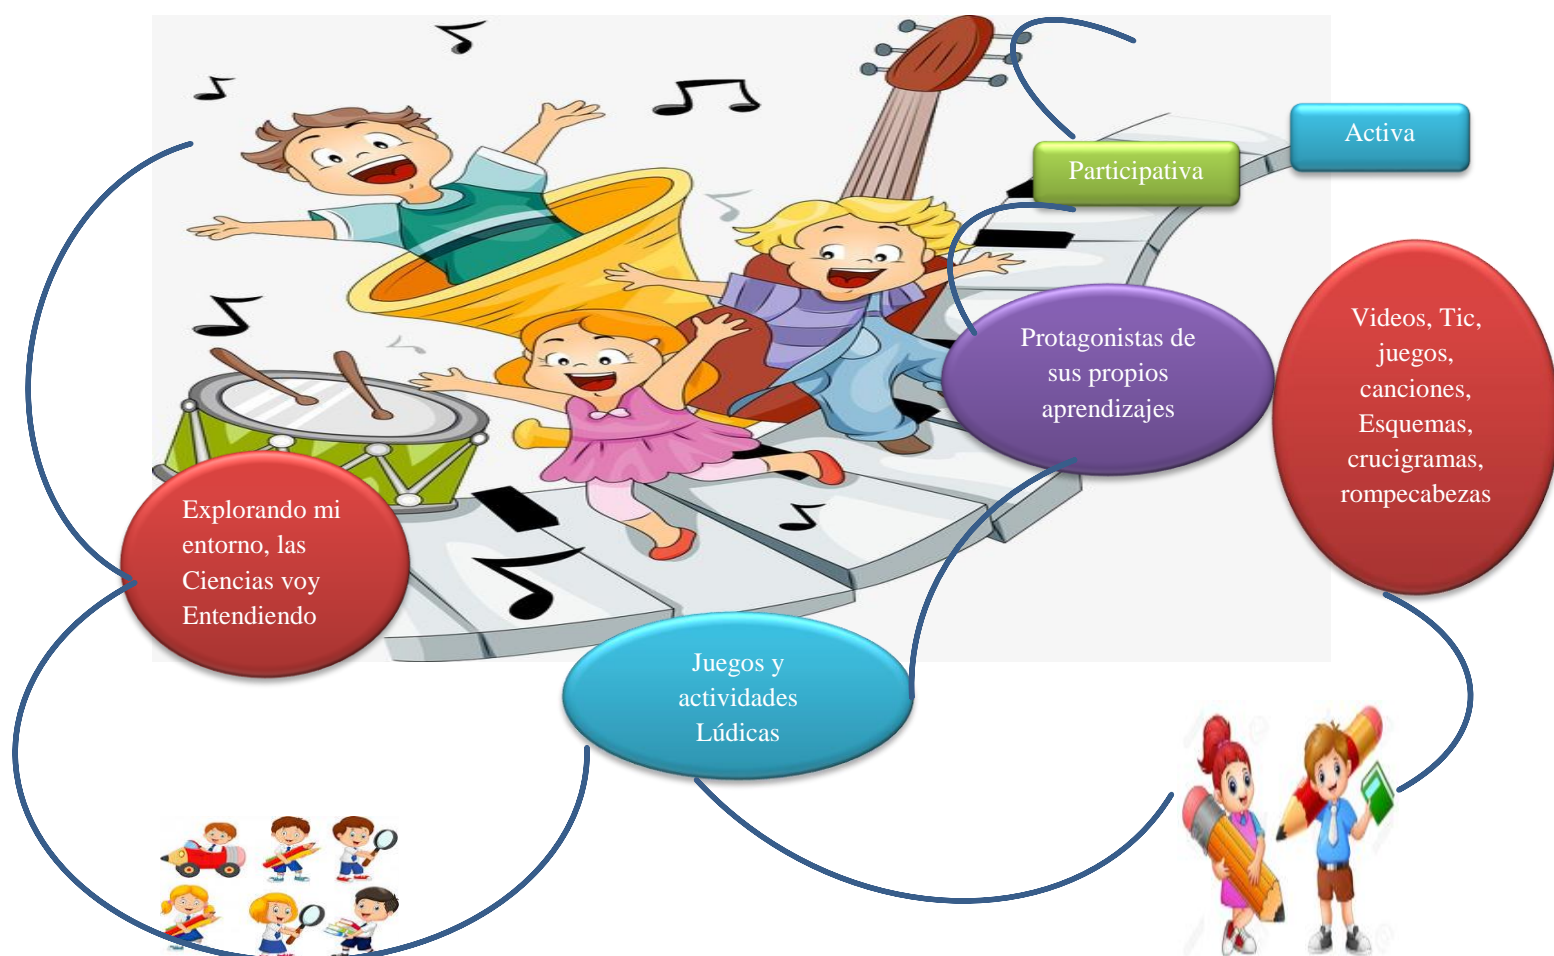 Activa
Participativa
Protagonistas de
sus propios
aprendizajes
Videos, Tic,
juegos,
canciones,
Esquemas,
crucigramas,
rompecabezas
Explorando mi
entorno, las
Ciencias voy
Entendiendo
Juegos y
actividades
Lúdicas